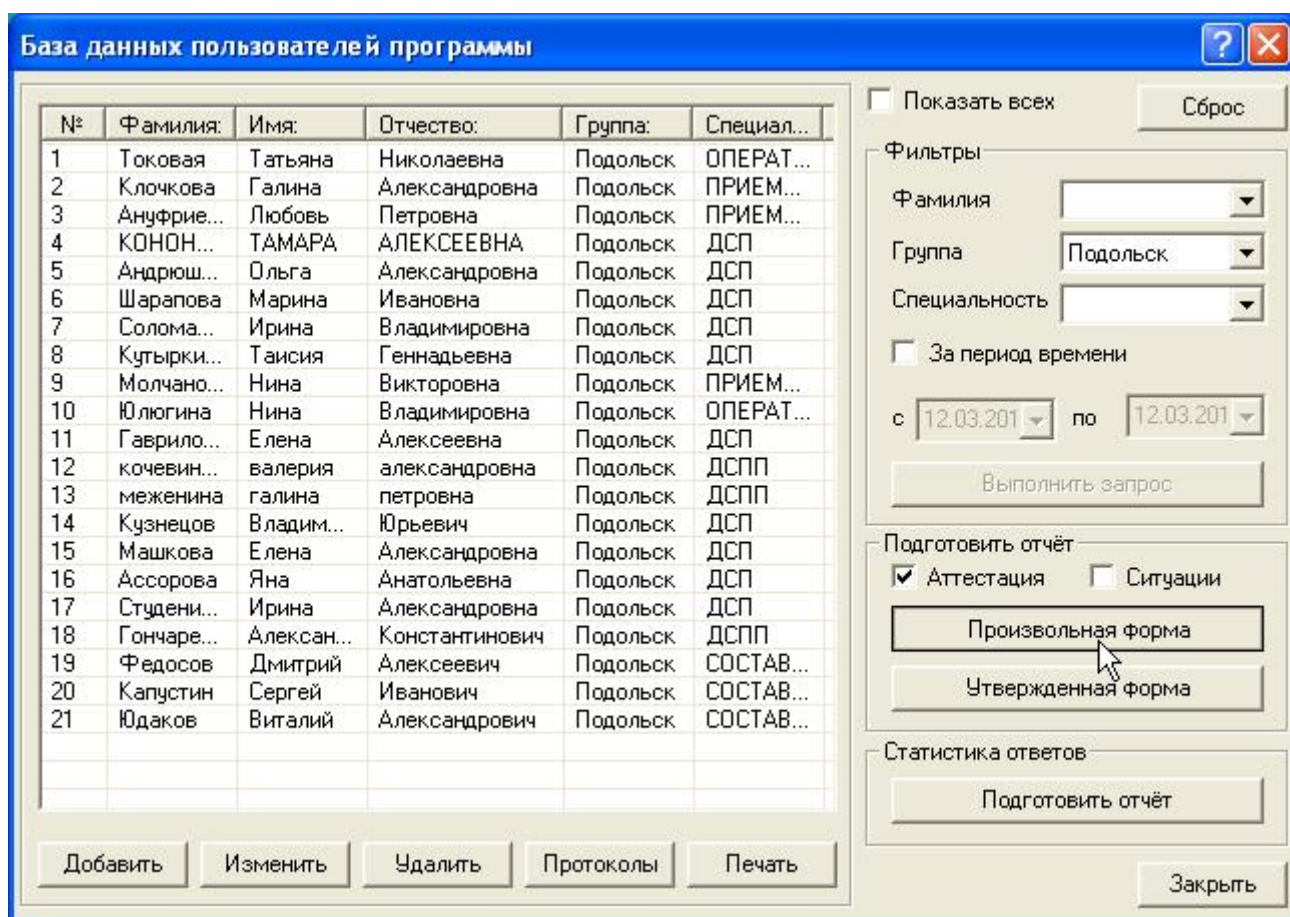 База данных пользователей программы
№ Фамилия: Имя: Отчество: Группа: Специал...
1 Токовая Татьяна Николаевна Подольск ОПЕРАТ...
2 Клочкова Галина Александровна Подольск ПРИЕМ...
3 Ануфрие... Любовь Петровна Подольск ПРИЕМ...
4 КОНОН... ТАМАРА АЛЕКСЕЕВНА Подольск ДСП
5 Андрюш... Ольга Александровна Подольск ДСП
6 Шарапова Марина Ивановна Подольск ДСП
7 Солома... Ирина Владимировна Подольск ДСП
8 Кутырки... Таисия Геннадьевна Подольск ДСП
9 Молчано... Нина Викторовна Подольск ПРИЕМ...
10 Юлюгина Нина Владимировна Подольск ОПЕРАТ...
11 Гаврило... Елена Алексеевна Подольск ДСП
12 кочевин... валерия александровна Подольск ДСПП
13 меженина галина петровна Подольск ДСПП
14 Кузнецов Владим... Юрьевич Подольск ДСП
15 Машкова Елена Александровна Подольск ДСП
16 Ассорова Яна Анатольевна Подольск ДСП
17 Студени... Ирина Александровна Подольск ДСП
18 Гончаре... Алексан... Константинович Подольск ДСПП
19 Федосов Дмитрий Алексеевич Подольск СОСТАВ...
20 Капустин Сергей Иванович Подольск СОСТАВ...
21 Юдаков Виталий Александрович Подольск СОСТАВ...
Добавить Изменить Удалить Протоколы Печать
Показать всех Сброс
Фильтры
Фамилия
Группа Подольск
Специальность
За период времени
с 12.03.201 по 12.03.201
Выполнить запрос
Подготовить отчёт
Аттестация Ситуации
Произвольная форма
Утвержденная форма
Статистика ответов
Подготовить отчёт
Закрыть